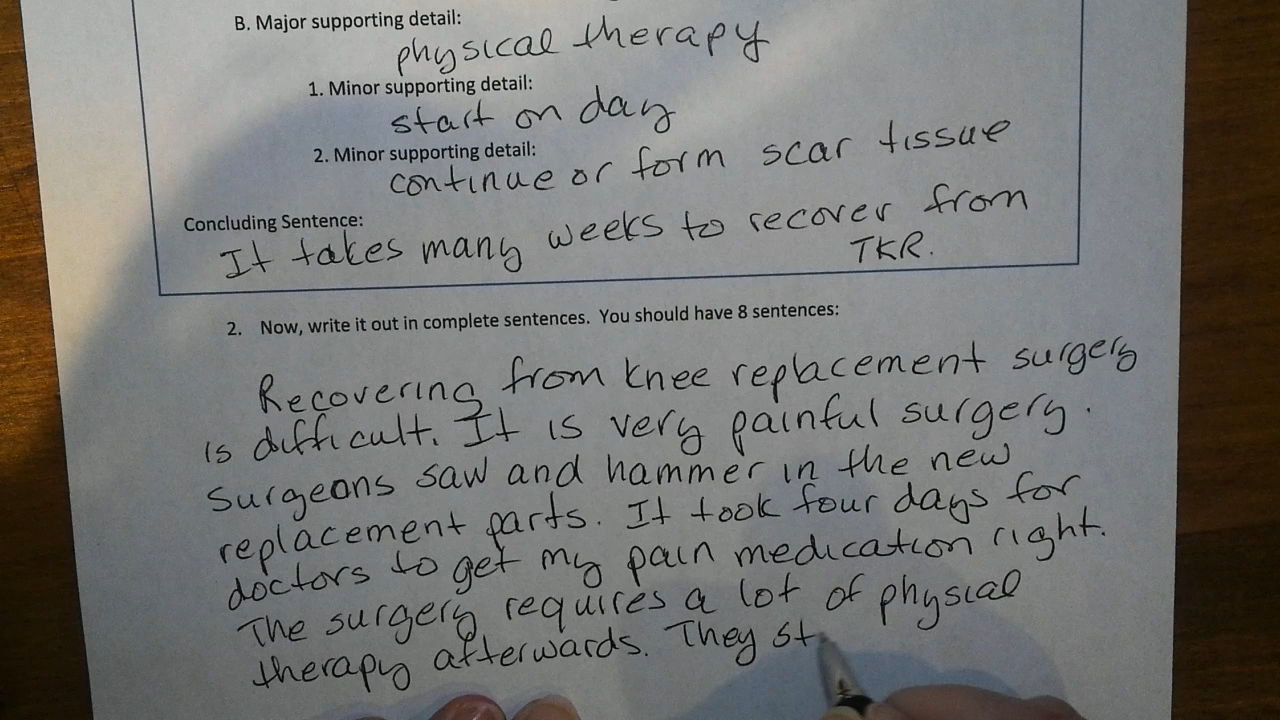 B. Major supporting detail:
physical therapy
1. Minor supporting detail:
start on day
2. Minor supporting detail:
continue or form scar tissue
Concluding Sentence:
It takes many weeks to recover from
TKR.
2. Now, write it out in complete sentences. You should have 8 sentences:
Recovering from knee replacement surgery
is difficult. It is very painful surgery.
Surgeons saw and hammer in the new
replacement parts. It took four days for
doctors to get my pain medication right.
The surgery requires a lot of physical
therapy afterwards. They st